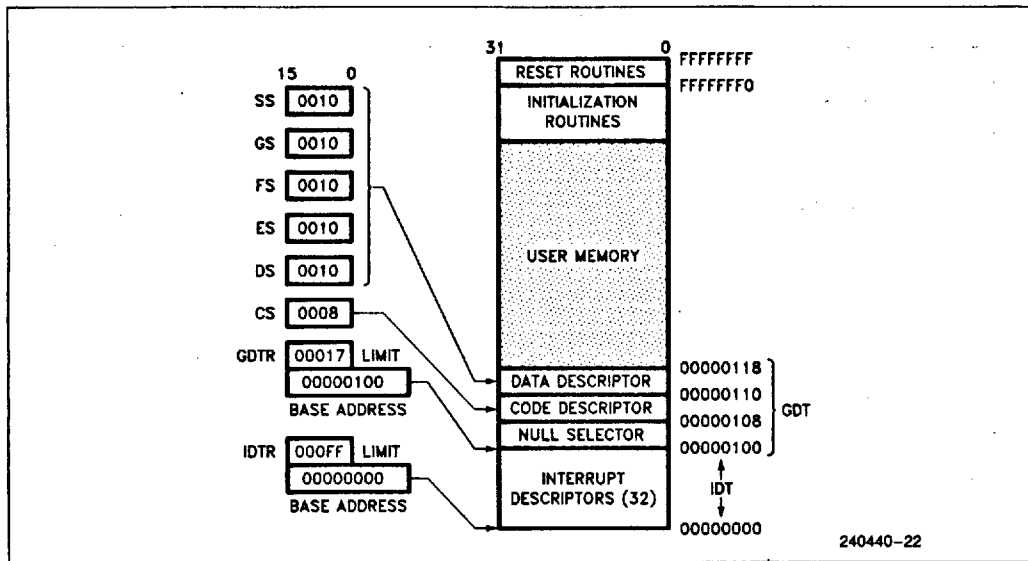 31 0
FFFFFFFF
RESET ROUTINES
FFFFFFF0
INITIALIZATION
ROUTINES
15 0
SS 0010
GS 0010
FS 0010
ES 0010
DS 0010
CS 0008
USER MEMORY
GDTR 00017 LIMIT
00000100
BASE ADDRESS
IDTR 000FF LIMIT
00000000
BASE ADDRESS
00000118
DATA DESCRIPTOR
00000110
CODE DESCRIPTOR
00000108
NULL SELECTOR
00000100
GDT
INTERRUPT
DESCRIPTORS (32)
IDT
00000000
240440-22